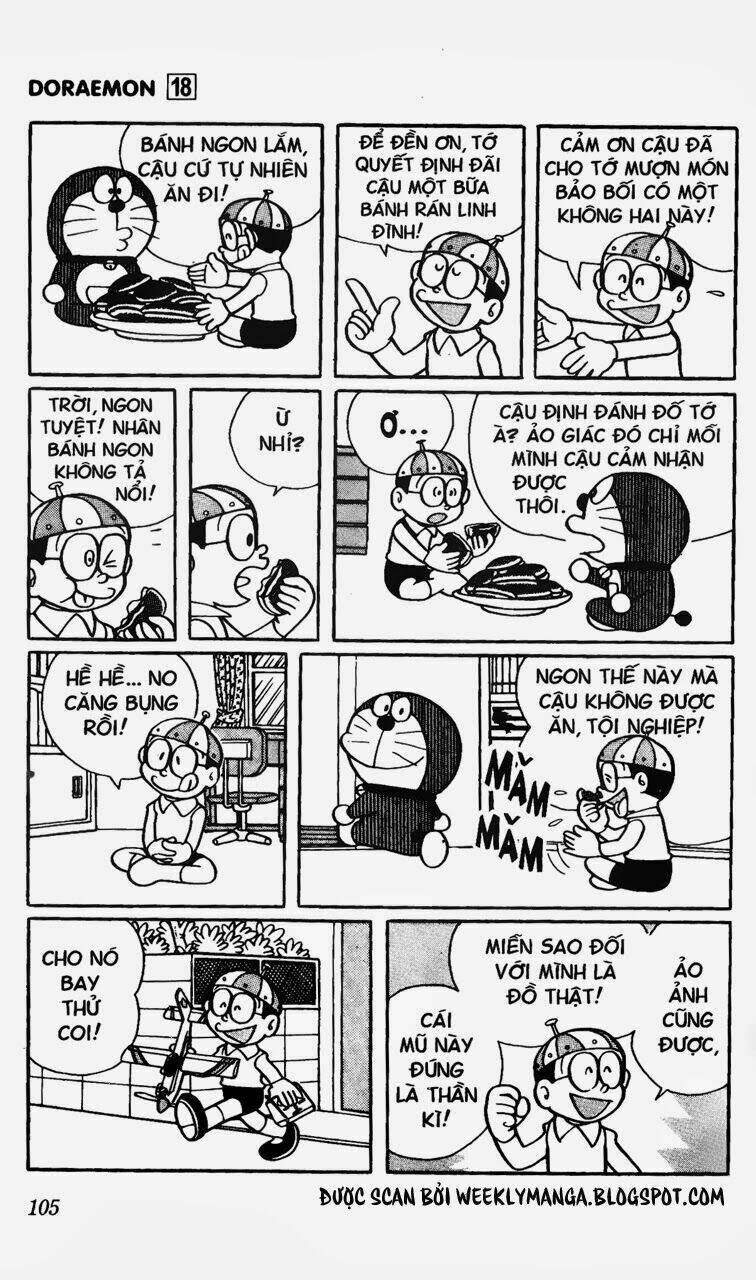 DORAEMON 18
CẢM ƠN CẬU ĐÃ
CHO TỚ MƯỢN MÓN
BẢO BỐI CÓ MỘT
KHÔNG HAI NÀY!
ĐỂ ĐỀN ƠN, TỚ
QUYẾT ĐỊNH ĐÃI
CẬU MỘT BỮA
BÁNH RÁN LINH
ĐÌNH!
BÁNH NGON LẮM,
CẬU CỨ TỰ NHIÊN
ĂN ĐI!
CẬU ĐỊNH ĐÁNH ĐỐ TỚ
À? ẢO GIÁC ĐÓ CHỈ MỖI
MÌNH CẬU CẢM NHẬN
ĐƯỢC
THÔI.
Ơ...
Ừ
NHỈ?
TRỜI, NGON
TUYỆT! NHÂN
BÁNH NGON
KHÔNG TẢ
NỔI!
NGON THẾ NÀY MÀ
CẬU KHÔNG ĐƯỢC
ĂN, TỘI NGHIỆP!
MĂM
MĂM
HỀ HỀ... NO
CĂNG BỤNG
RỒI!
ẢO
ẢNH
CŨNG
ĐƯỢC,
MIỄN SAO ĐỐI
VỚI MÌNH LÀ
ĐỒ THẬT!
CÁI
MŨ NÀY
ĐÚNG
LÀ THẦN
KÌ!
CHO NÓ
BAY
THỬ
COI!
105
ĐƯỢC SCAN BỞI WEEKLYMANGA.BLOGSPOT.COM